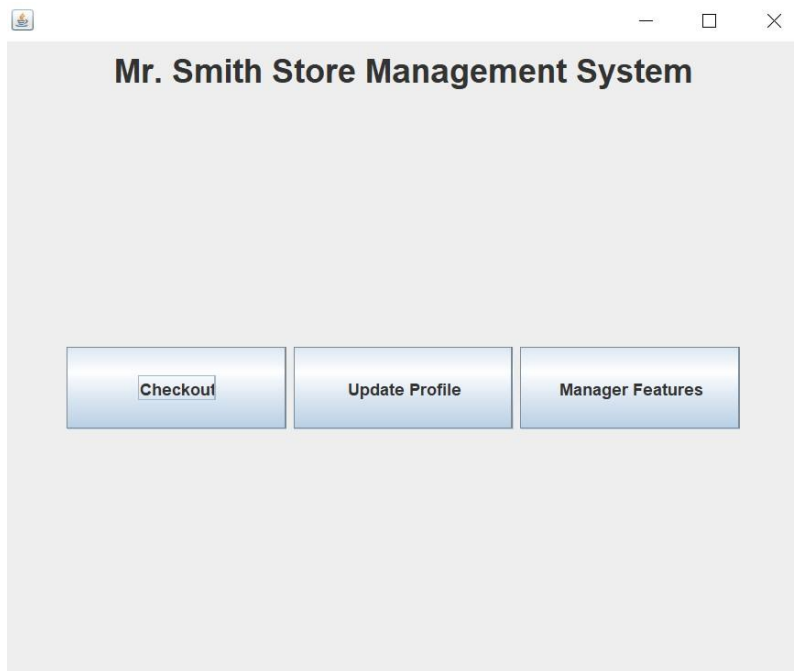 Mr. Smith Store Management System
Checkout
Update Profile
Manager Features